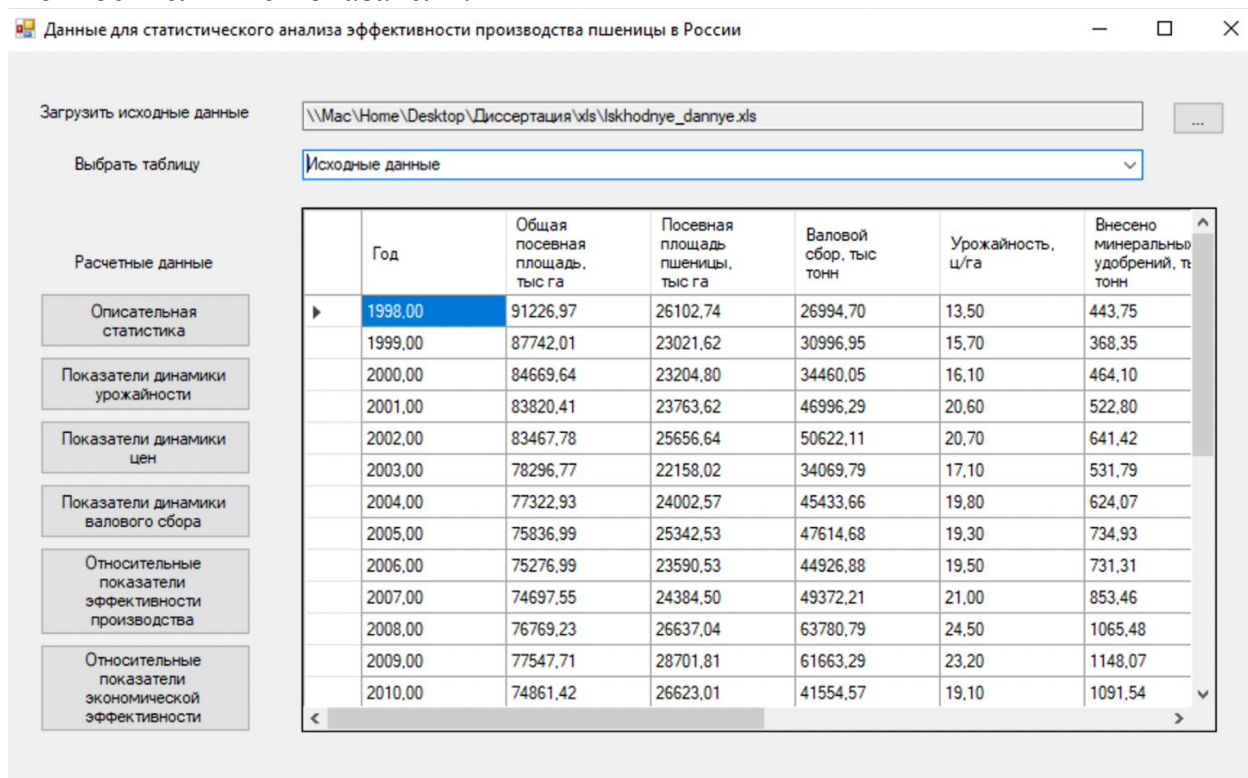 Данные для статистического анализа эффективности производства пшеницы в России
Загрузить исходные данные
\\Mac\Home\Desktop\Диссертация\xls\Iskhodnye_dannye.xls
...
Выбрать таблицу
Исходные данные
Расчетные данные
Описательная
статистика
Показатели динамики
урожайности
Показатели динамики
цен
Показатели динамики
валового сбора
Относительные
показатели
эффективности
производства
Относительные
показатели
экономической
эффективности
Год
Общая
посевная
площадь,
тыс га
Посевная
площадь
пшеницы,
тыс га
Валовой
сбор, тыс
тонн
Урожайность,
ц/га
Внесено
минеральных
удобрений, ть
тонн
1998,00 91226,97 26102,74 26994,70 13,50 443,75
1999,00 87742,01 23021,62 30996,95 15,70 368,35
2000,00 84669,64 23204,80 34460,05 16,10 464,10
2001,00 83820,41 23763,62 46996,29 20,60 522,80
2002,00 83467,78 25656,64 50622,11 20,70 641,42
2003,00 78296,77 22158,02 34069,79 17,10 531,79
2004,00 77322,93 24002,57 45433,66 19,80 624,07
2005,00 75836,99 25342,53 47614,68 19,30 734,93
2006,00 75276,99 23590,53 44926,88 19,50 731,31
2007,00 74697,55 24384,50 49372,21 21,00 853,46
2008,00 76769,23 26637,04 63780,79 24,50 1065,48
2009,00 77547,71 28701,81 61663,29 23,20 1148,07
2010,00 74861,42 26623,01 41554,57 19,10 1091,54